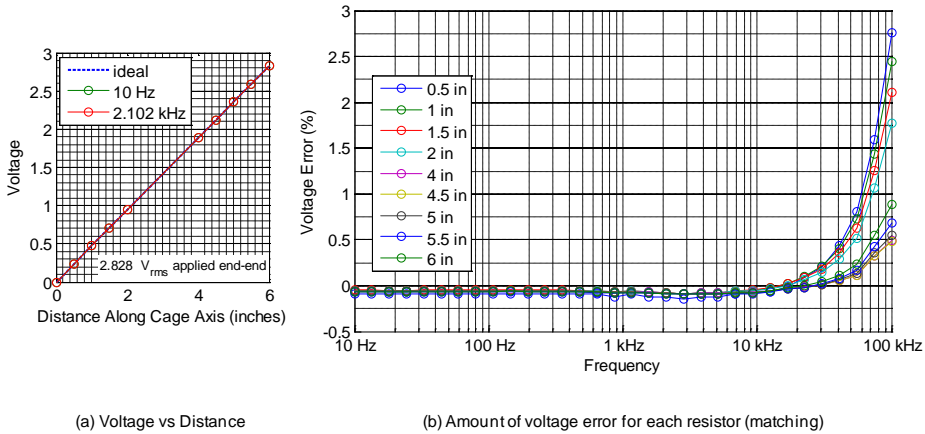 3
2.5
2
1.5
1
0.5
0
Voltage
ideal
10 Hz
2.102 kHz
2.828 Vrms applied end-end
0 2 4 6
Distance Along Cage Axis (inches)
3
2.5
2
1.5
1
0.5
0
-0.5
Voltage Error (%)
0.5 in
1 in
1.5 in
2 in
4 in
4.5 in
5 in
5.5 in
6 in
10 Hz 100 Hz 1 kHz 10 kHz 100 kHz
Frequency
(a) Voltage vs Distance
(b) Amount of voltage error for each resistor (matching)